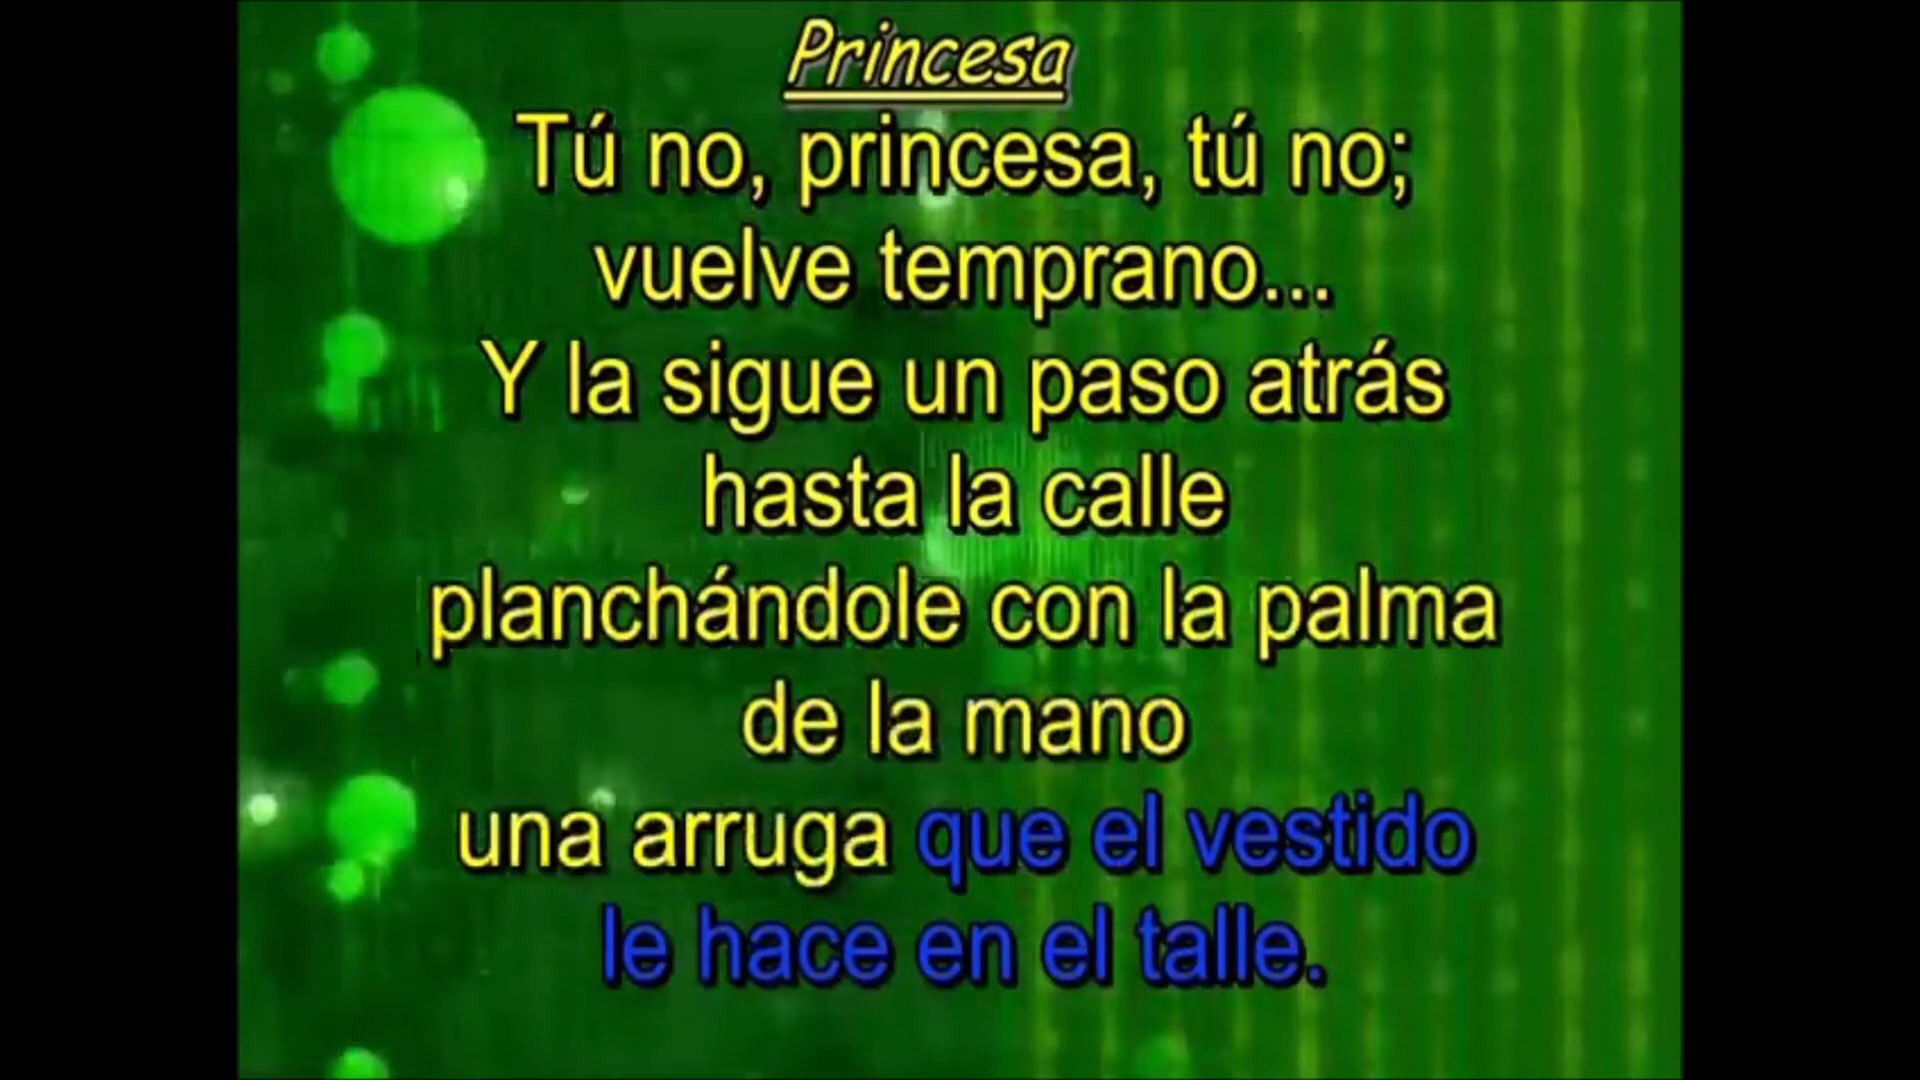 Princesa
Tú no, princesa, tú no;
vuelve temprano...
Y la sigue un paso atrás
hasta la calle
planchándole con la palma
de la mano
una arruga que el vestido
le hace en el talle.